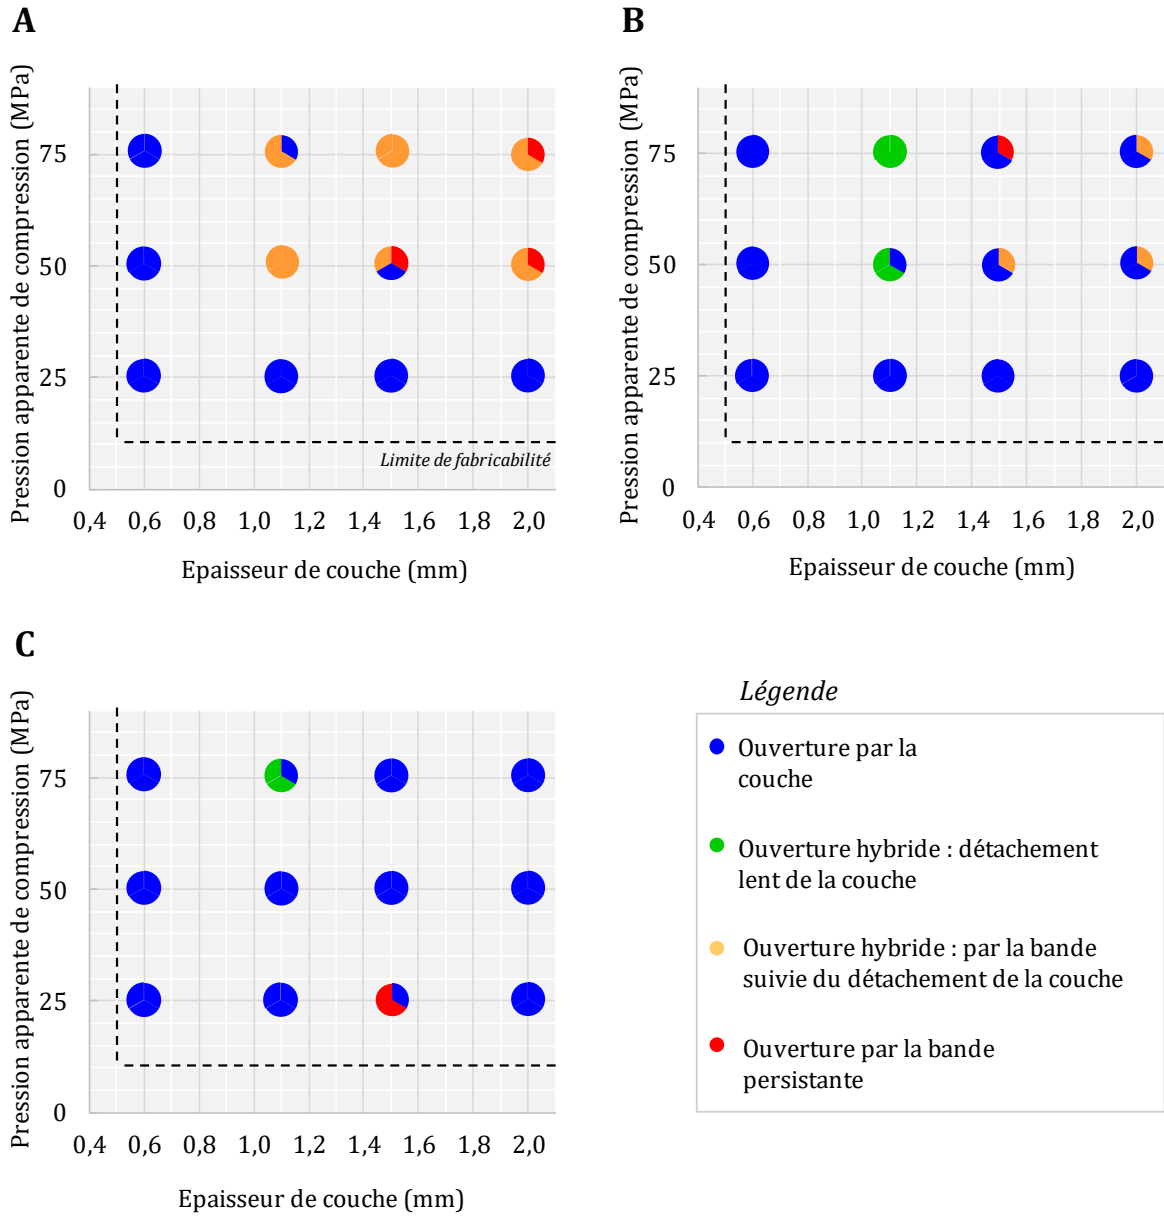 A
Pression apparente de compression (MPa)
75
50
25
0
Limite de fabricabilité
0,4 0,6 0,8 1,0 1,2 1,4 1,6 1,8 2,0
Epaisseur de couche (mm)
B
Pression apparente de compression (MPa)
75
50
25
0
0,4 0,6 0,8 1,0 1,2 1,4 1,6 1,8 2,0
Epaisseur de couche (mm)
C
Pression apparente de compression (MPa)
75
50
25
0
0,4 0,6 0,8 1,0 1,2 1,4 1,6 1,8 2,0
Epaisseur de couche (mm)
Légende
Ouverture par la
couche
Ouverture hybride : détachement
lent de la couche
Ouverture hybride : par la bande
suivie du détachement de la couche
Ouverture par la bande
persistante